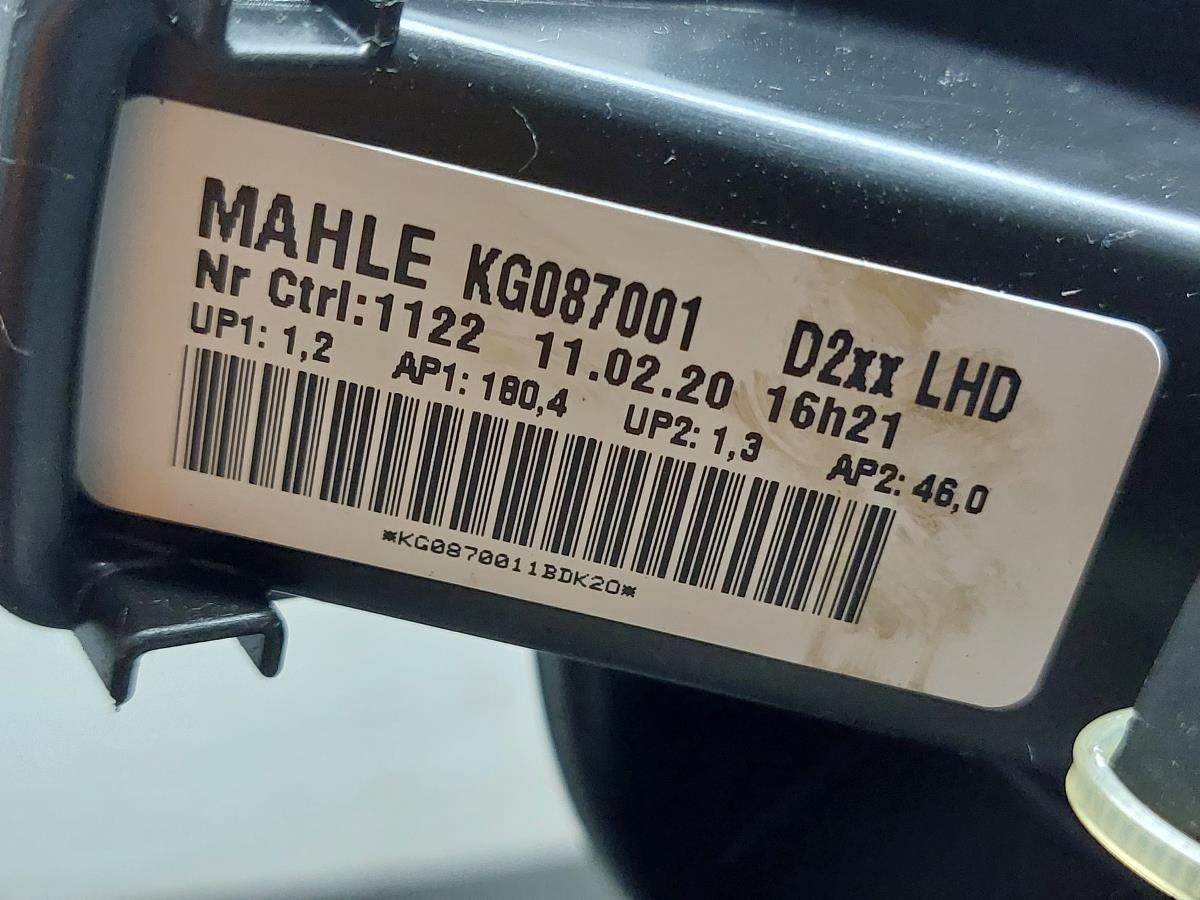 MAHLE KG087001 D2xx LHD
Nr Ctrl:1122 11.02.20 16h21
UP1: 1,2 AP1: 180,4 UP2: 1,3 AP2: 46,0
*KG0870011BDK20*